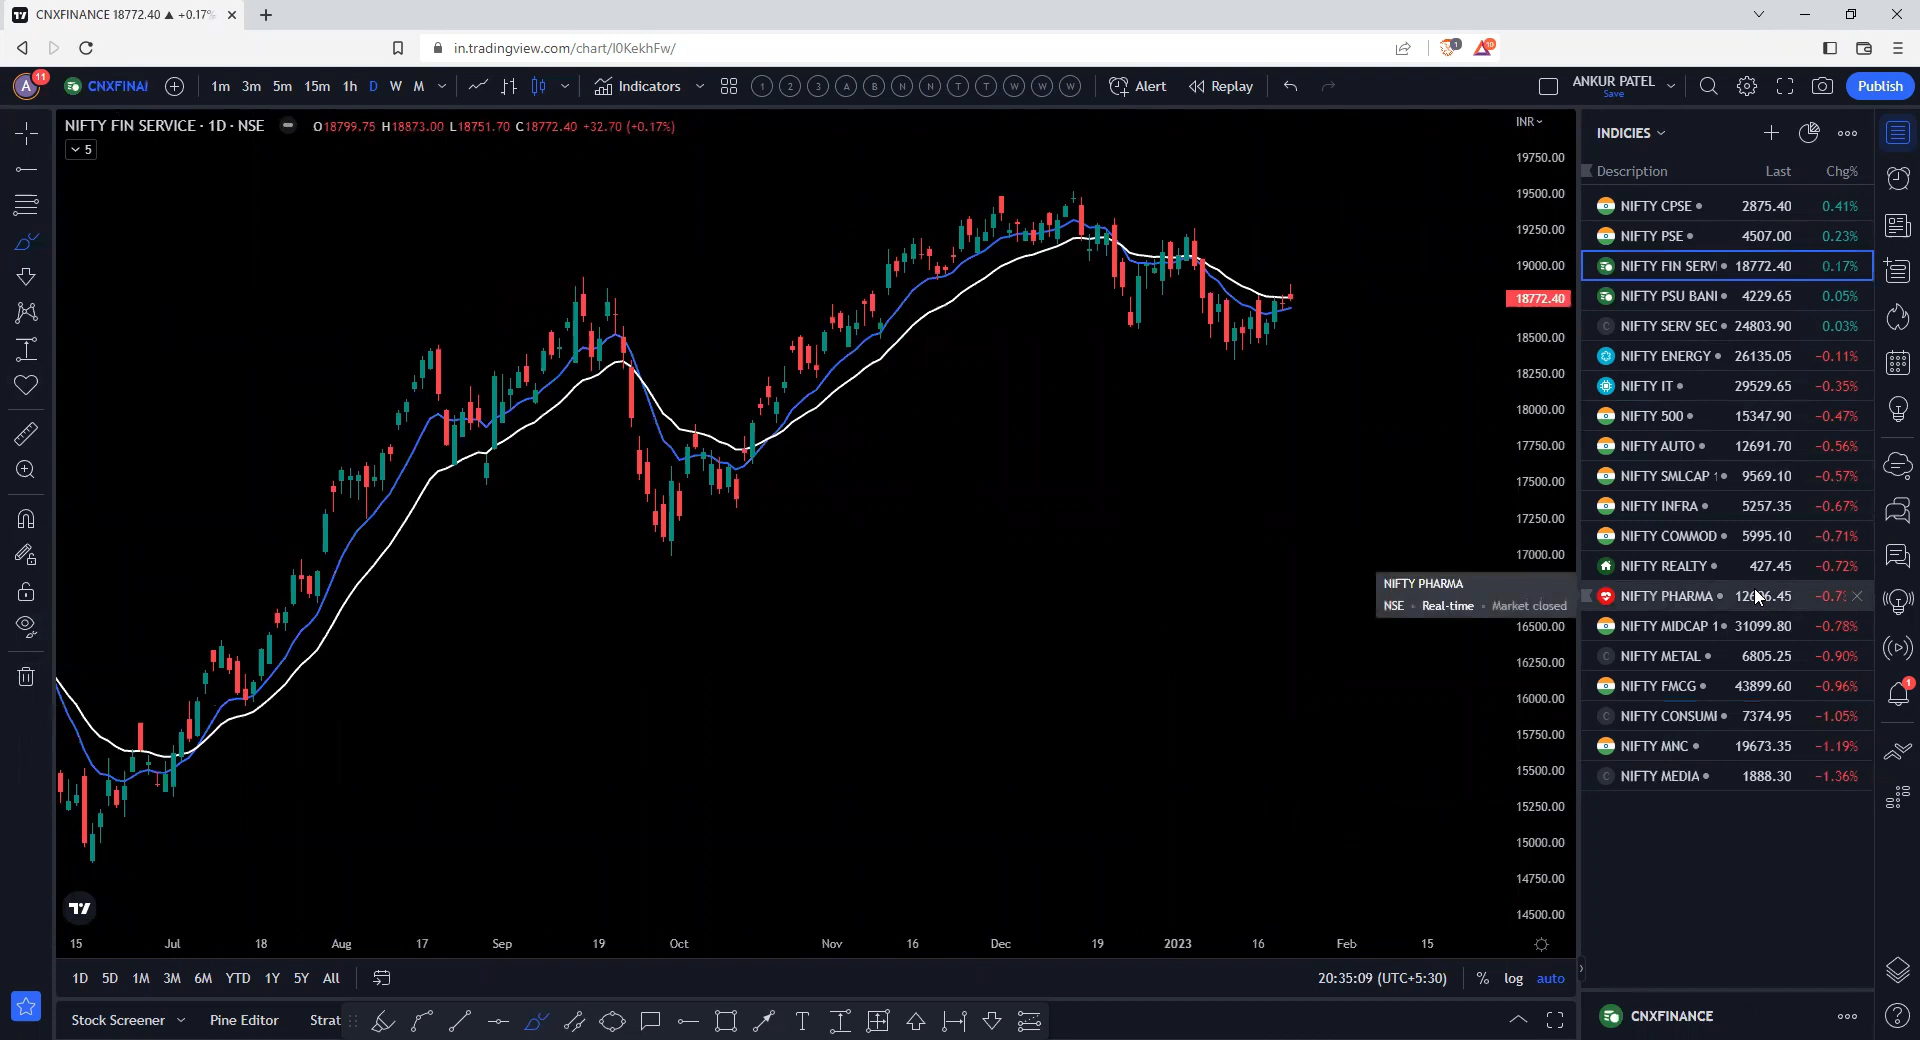 CNXFINANCE 18772.40 ▲ +0.17%
in.tradingview.com/chart/I0KekhFw/
1
10
A 11 CNXFINAI 1m 3m 5m 15m 1h D W M Indicators 1 2 3 A B N N T T W W W Alert Replay ANKUR PATEL Publish
Save
NIFTY FIN SERVICE · 1D · NSE O18799.75 H18873.00 L18751.70 C18772.40 +32.70 (+0.17%)
5
INR
19750.00
19500.00
19250.00
19000.00
18772.40
18500.00
18250.00
18000.00
17750.00
17500.00
17250.00
17000.00
16500.00
16250.00
16000.00
15750.00
15500.00
15250.00
15000.00
14750.00
14500.00
NIFTY PHARMA
NSE · Real-time · Market closed
15 Jul 18 Aug 17 Sep 19 Oct Nov 16 Dec 19 2023 16 Feb 15
1D 5D 1M 3M 6M YTD 1Y 5Y All 20:35:09 (UTC+5:30) % log auto
Stock Screener Pine Editor Strat
INDICIES
Description Last Chg%
NIFTY CPSE 2875.40 0.41%
NIFTY PSE 4507.00 0.23%
NIFTY FIN SERVI 18772.40 0.17%
NIFTY PSU BANI 4229.65 0.05%
C NIFTY SERV SEC 24803.90 0.03%
NIFTY ENERGY 26135.05 −0.11%
NIFTY IT 29529.65 −0.35%
NIFTY 500 15347.90 −0.47%
NIFTY AUTO 12691.70 −0.56%
NIFTY SMLCAP 1 9569.10 −0.57%
NIFTY INFRA 5257.35 −0.67%
NIFTY COMMOD 5995.10 −0.71%
NIFTY REALTY 427.45 −0.72%
NIFTY PHARMA
NIFTY MIDCAP 1 31099.80 −0.78%
C NIFTY METAL 6805.25 −0.90%
NIFTY FMCG 43899.60 −0.96%
C NIFTY CONSUMI 7374.95 −1.05%
NIFTY MNC 19673.35 −1.19%
C NIFTY MEDIA 1888.30 −1.36%
1
CNXFINANCE